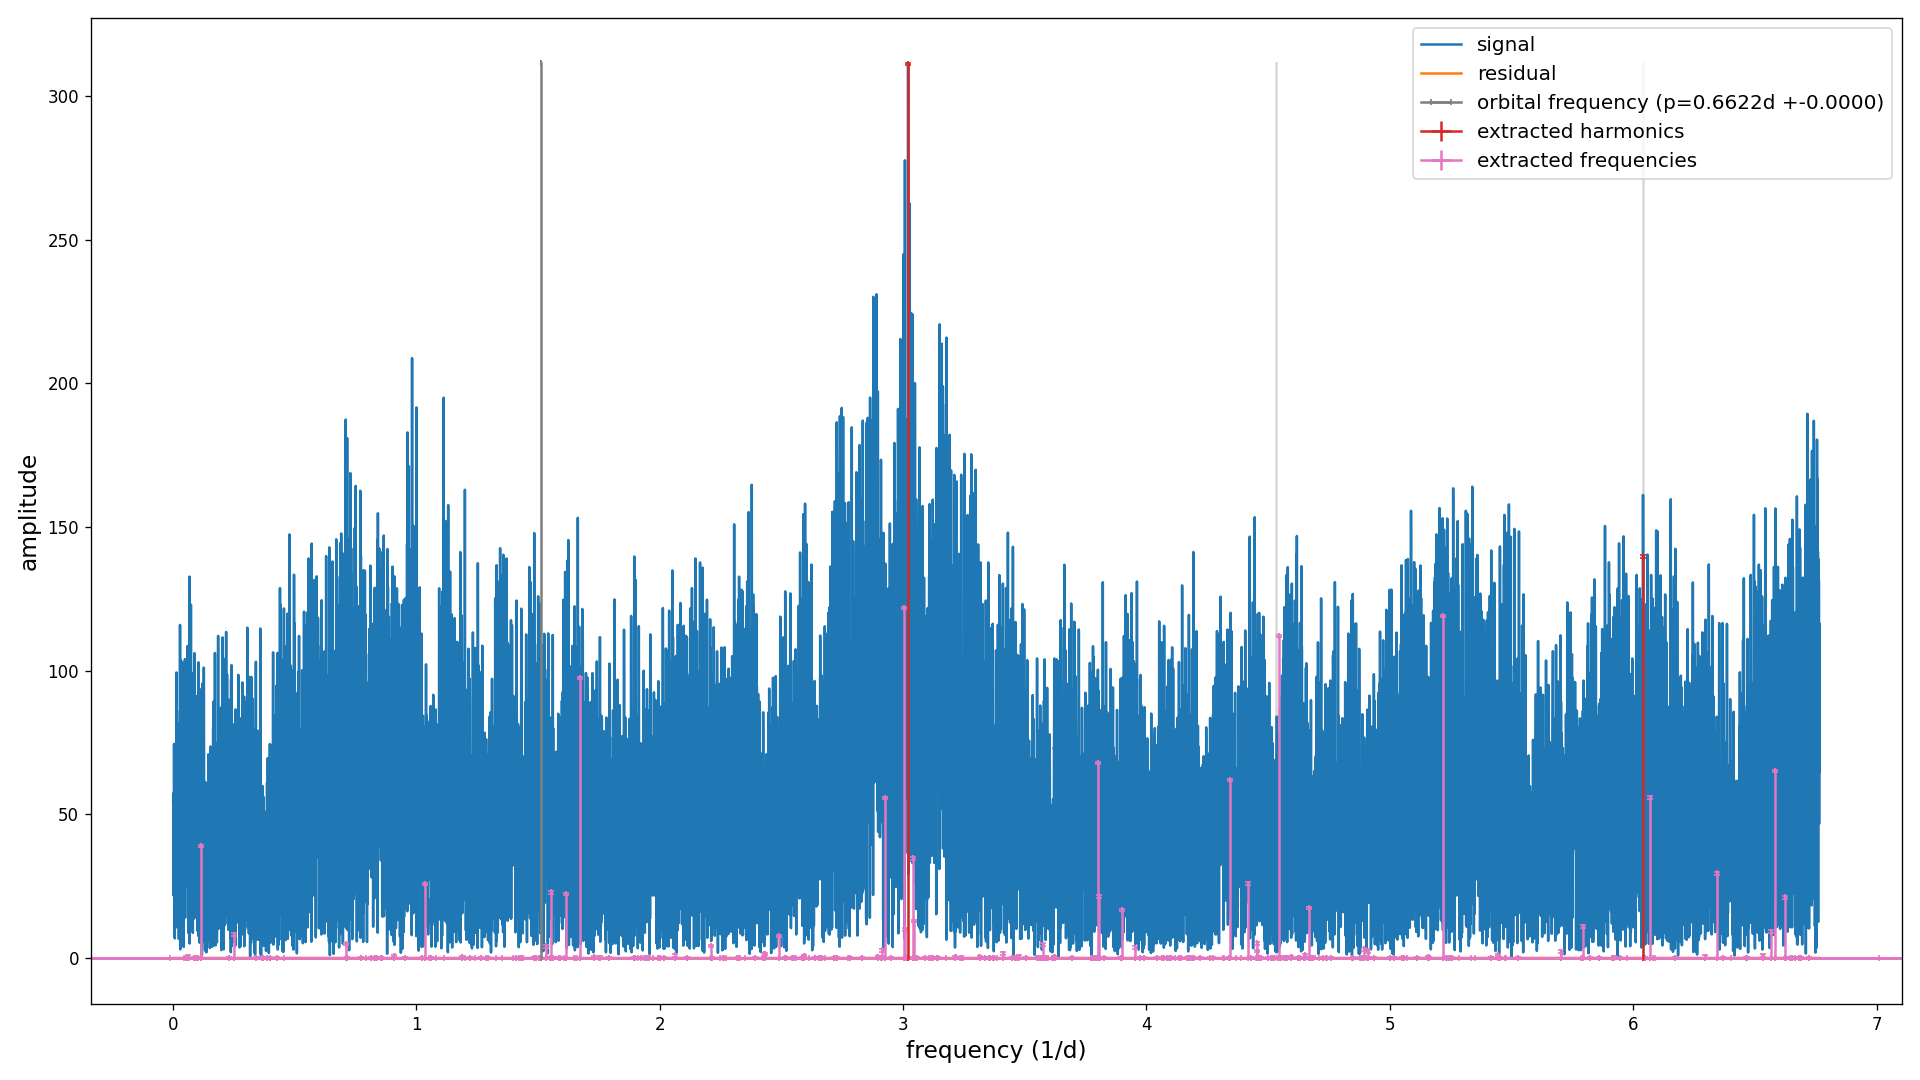 signal
residual
orbital frequency (p=0.6622d +-0.0000)
extracted harmonics
extracted frequencies
300
250
200
150
100
50
0
amplitude
0 1 2 3 4 5 6 7
frequency (1/d)